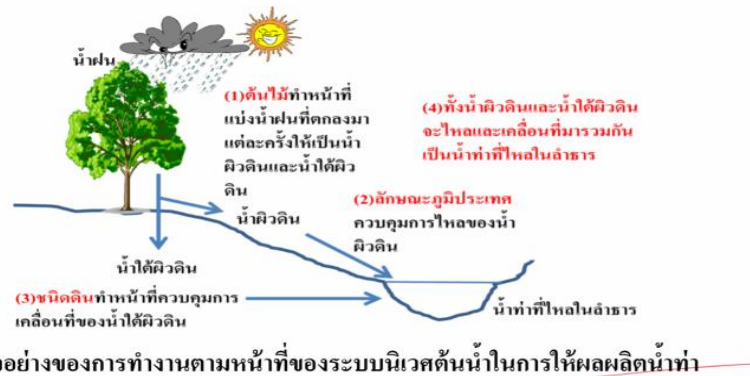 น้ำฝน
(1)ต้นไม้ทำหน้าที่
แบ่งน้ำฝนที่ตกลงมา
แต่ละครั้งให้เป็นน้ำ
ผิวดินและน้ำใต้ผิว
ดิน
(4)ทั้งน้ำผิวดินและน้ำใต้ผิวดิน
จะไหลและเคลื่อนที่มารวมกัน
เป็นน้ำท่าที่ไหลในลำธาร
(2)ลักษณะภูมิประเทศ
ควบคุมการไหลของน้ำ
ผิวดิน
น้ำผิวดิน
น้ำใต้ผิวดิน
(3)ชนิดดินทำหน้าที่ควบคุมการ
เคลื่อนที่ของน้ำใต้ผิวดิน
น้ำท่าที่ไหลในลำธาร
อย่างของการทำงานตามหน้าที่ของระบบนิเวศต้นน้ำในการให้ผลผลิตน้ำท่า